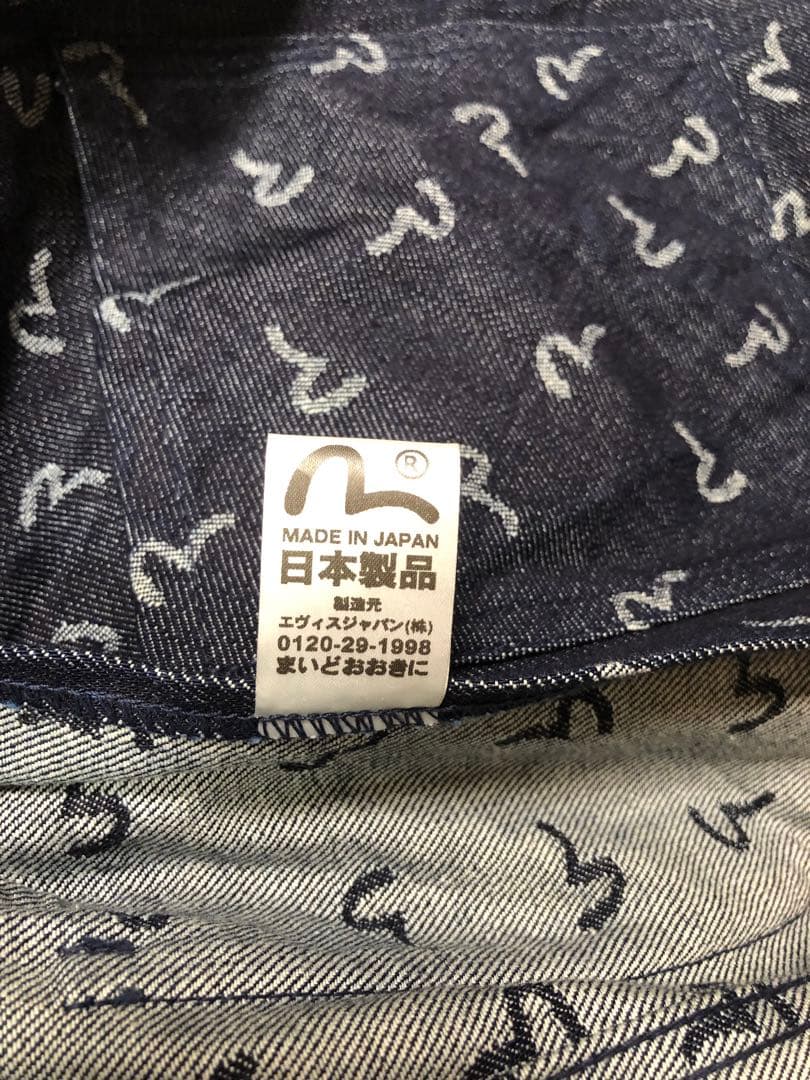 ®
MADE IN JAPAN
日本製品
製造元
エヴィスジャパン(株)
0120-29-1998
まいどおおきに